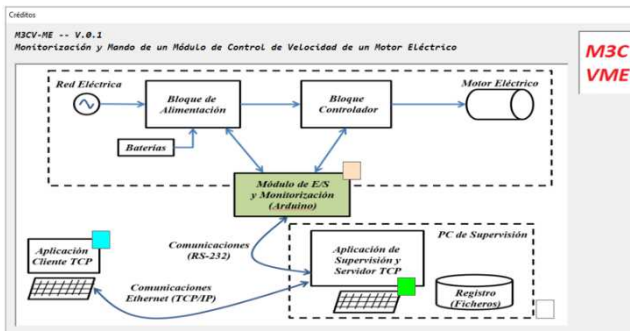 Créditos
M3CV-ME -- V.0.1
Monitorización y Mando de un Módulo de Control de Velocidad de un Motor Eléctrico
M3C
VME
Red Eléctrica
Bloque de
Alimentación
Bloque
Controlador
Motor Eléctrico
Baterías
Módulo de E/S
y Monitorización
(Arduino)
Comunicaciones
(RS-232)
PC de Supervisión
Aplicación
Cliente TCP
Aplicación de
Supervisión y
Servidor TCP
Comunicaciones
Ethernet (TCP/IP)
Registro
(Ficheros)